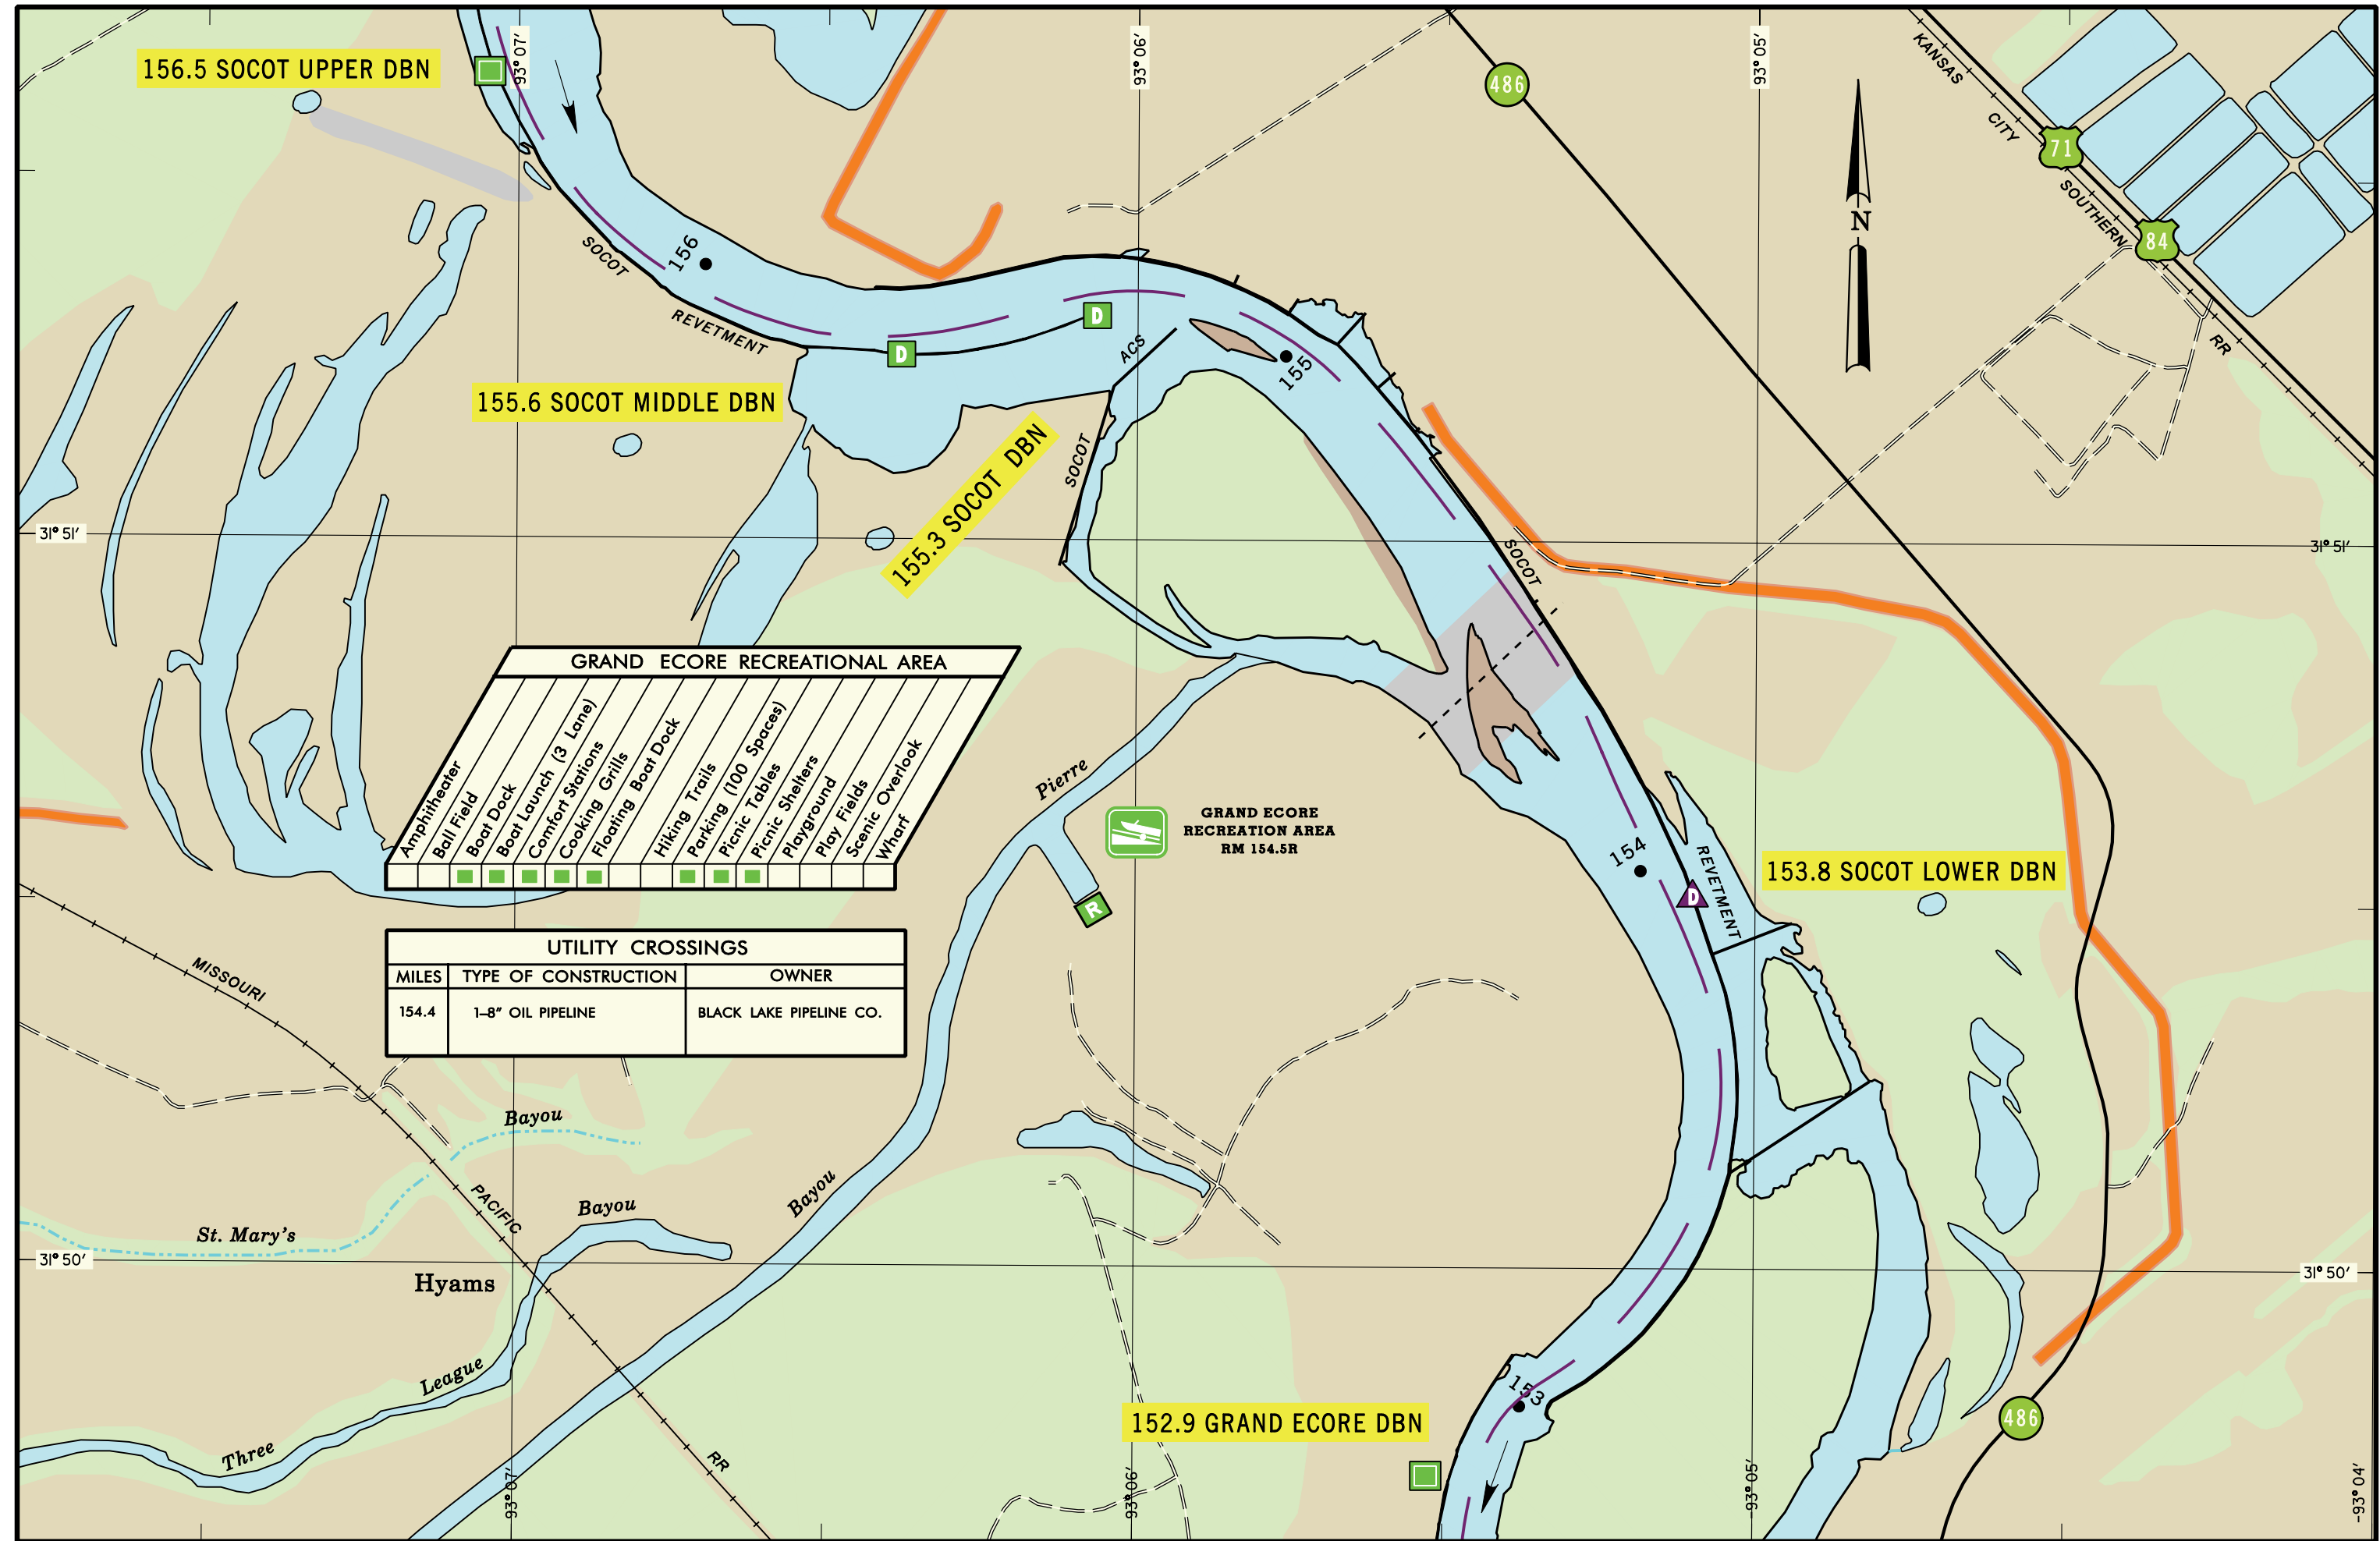 156.5 SOCOT UPPER DBN
93° 07′
93° 06′
93° 05′
486
KANSAS
CITY
SOUTHERN
RR
71
84
N
156
SOCOT
REVETMENT
D
D
ACS
155
155.6 SOCOT MIDDLE DBN
155.3 SOCOT DBN
SOCOT
31° 51′
31° 51′
SOCOT
REVETMENT
GRAND ECORE RECREATIONAL AREA
Amphitheater
Ball Field
Boat Dock
Boat Launch (3 Lane)
Comfort Stations
Cooking Grills
Floating Boat Dock
Hiking Trails
Parking (100 Spaces)
Picnic Tables
Picnic Shelters
Playground
Play Fields
Scenic Overlook
Wharf
Pierre
GRAND ECORE
RECREATION AREA
RM 154.5R
154
153.8 SOCOT LOWER DBN
D
R
UTILITY CROSSINGS
MILES TYPE OF CONSTRUCTION OWNER
154.4 1–8″ OIL PIPELINE BLACK LAKE PIPELINE CO.
MISSOURI
PACIFIC
RR
Bayou
Bayou
Bayou
St. Mary's
31° 50′
31° 50′
Hyams
League
Three
153
152.9 GRAND ECORE DBN
486
93° 07′
93° 06′
93° 05′
93° 04′